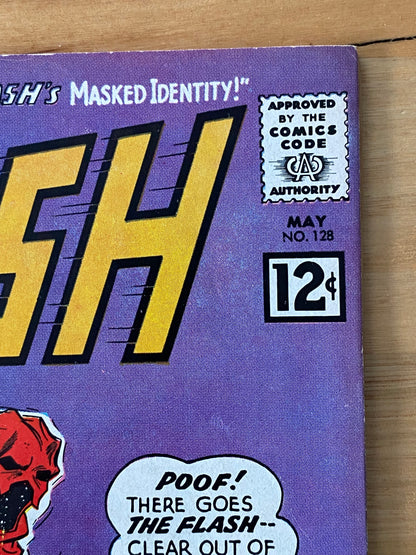 SH's MASKED IDENTITY!"
SH
APPROVED
BY THE
COMICS
CODE
CA
AUTHORITY
MAY
NO. 128
12¢
POOF!
THERE GOES
THE FLASH--
CLEAR OUT OF